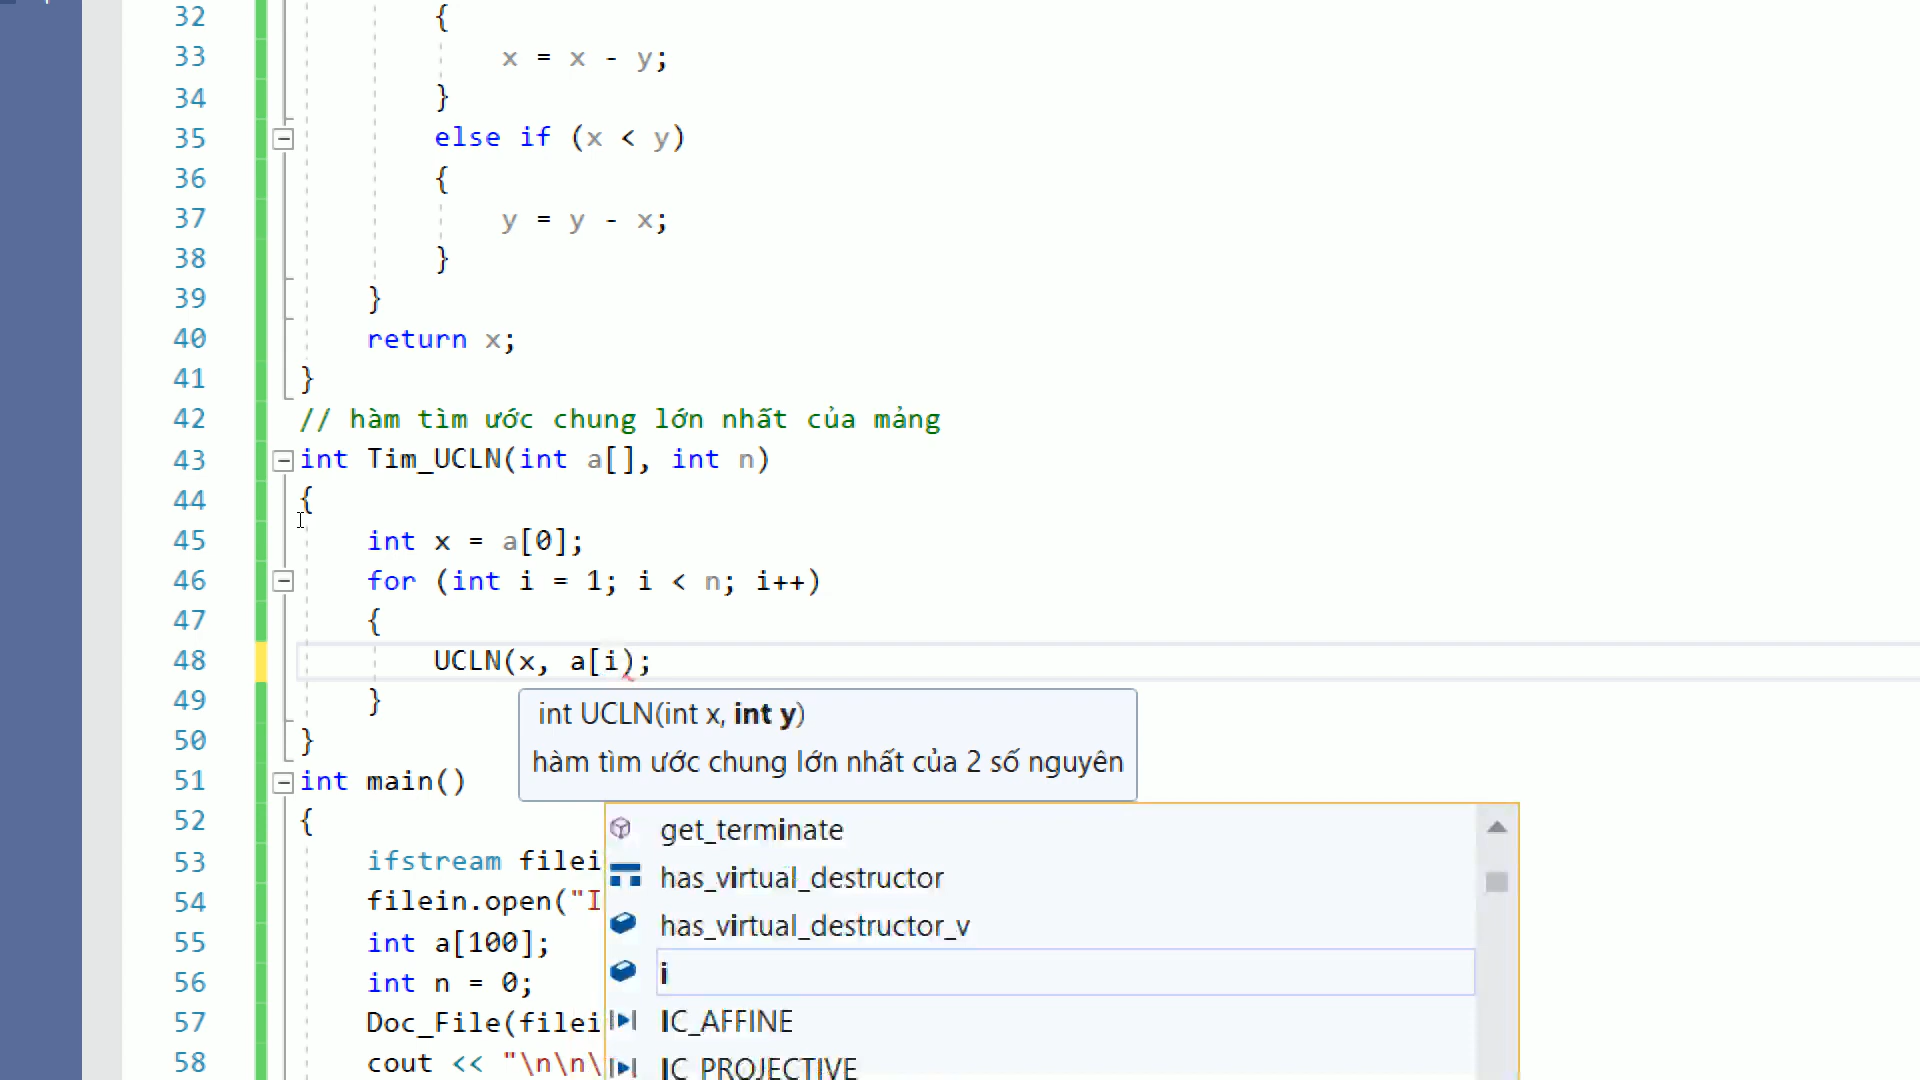 32 {
33 x = x - y;
34 }
35 else if (x < y)
36 {
37 y = y - x;
38 }
39 }
40 return x;
41 }
42 // hàm tìm ước chung lớn nhất của mảng
43 int Tim_UCLN(int a[], int n)
44 {
45 int x = a[0];
46 for (int i = 1; i < n; i++)
47 {
48 UCLN(x, a[i);
49 }
int UCLN(int x, int y)
50 }
hàm tìm ước chung lớn nhất của 2 số nguyên
51 int main()
52 {
get_terminate
53 ifstream filei
has_virtual_destructor
54 filein.open("I
has_virtual_destructor_v
55 int a[100];
i
56 int n = 0;
57 Doc_File(filei
IC_AFFINE
58 cout << "\n\n\
IC_PROJECTIVE